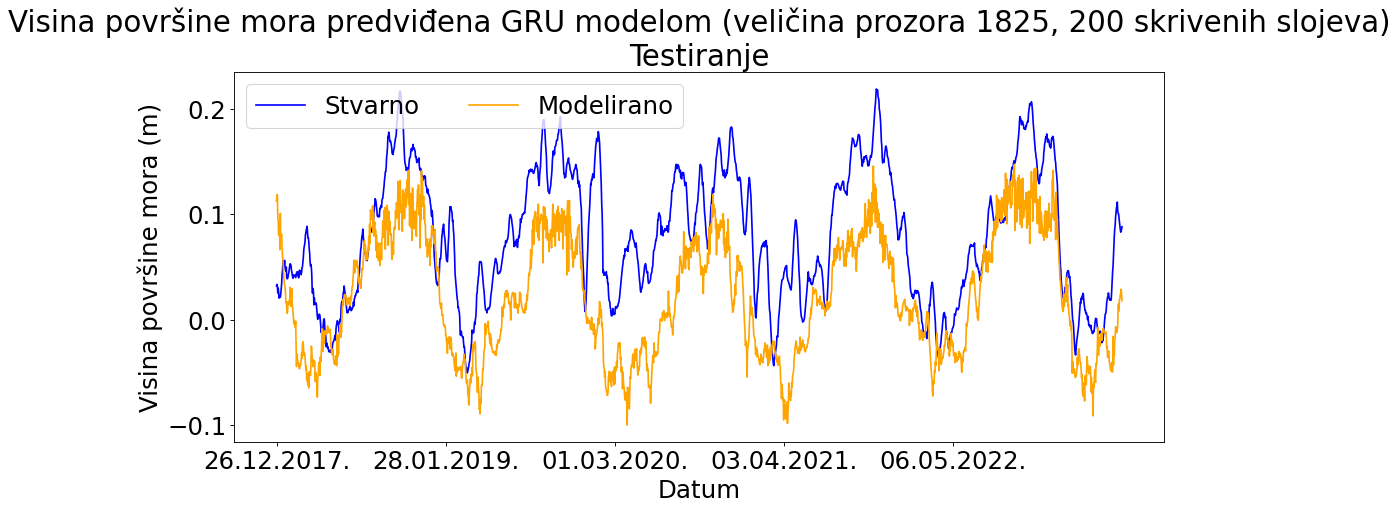 Visina površine mora predviđena GRU modelom (veličina prozora 1825, 200 skrivenih slojeva)
Testiranje
Stvarno Modelirano
Visina površine mora (m)
0.2
0.1
0.0
−0.1
26.12.2017. 28.01.2019. 01.03.2020. 03.04.2021. 06.05.2022.
Datum